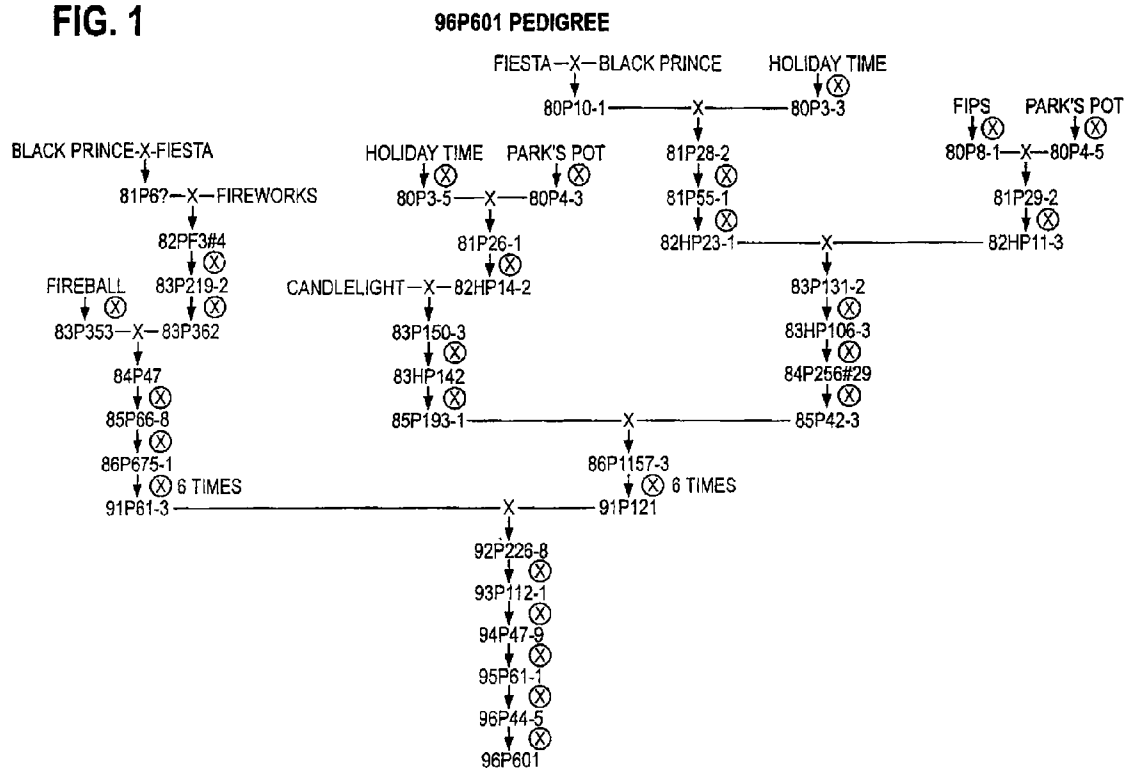 FIG. 1
96P601 PEDIGREE
FIESTA—X—BLACK PRINCE HOLIDAY TIME
Ⓧ
80P10-1 X 80P3-3
FIPS PARK'S POT
Ⓧ Ⓧ
BLACK PRINCE-X-FIESTA HOLIDAY TIME PARK'S POT 81P28-2 80P8-1—X—80P4-5
Ⓧ Ⓧ Ⓧ
81P6?—X—FIREWORKS 80P3-5—X—80P4-3 81P55-1 81P29-2
Ⓧ Ⓧ
82PF3#4 81P26-1 82HP23-1 X 82HP11-3
Ⓧ Ⓧ
FIREBALL 83P219-2 CANDLELIGHT—X—82HP14-2 83P131-2
Ⓧ Ⓧ Ⓧ
83P353—X—83P362 83P150-3 83HP106-3
Ⓧ Ⓧ
84P47 83HP142 84P256#29
Ⓧ Ⓧ Ⓧ
85P66-8 85P193-1 X 85P42-3
Ⓧ
86P675-1 86P1157-3
Ⓧ 6 TIMES Ⓧ 6 TIMES
91P61-3 X 91P121
92P226-8
Ⓧ
93P112-1
Ⓧ
94P47-9
Ⓧ
95P61-1
Ⓧ
96P44-5
Ⓧ
96P601